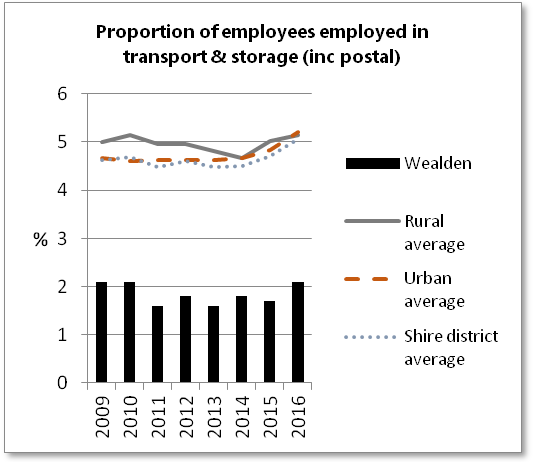 Proportion of employees employed in
transport & storage (inc postal)
6
5
4
3
2
1
0
%
2009
2010
2011
2012
2013
2014
2015
2016
Wealden
Rural
average
Urban
average
Shire district
average